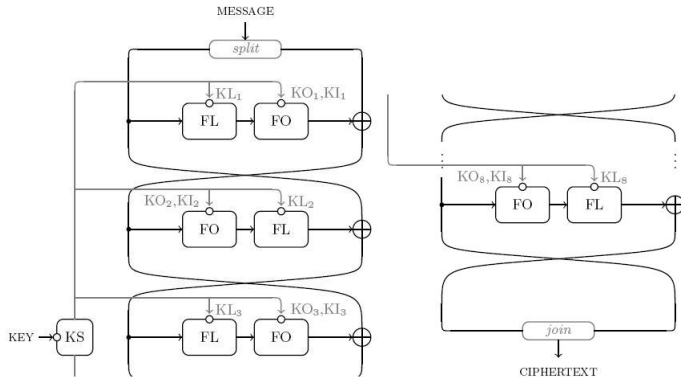 MESSAGE
split
KL1 KO1,KI1
FL FO
KO2,KI2 KL2
FO FL
KL3 KO3,KI3
KEY KS FL FO
KO8,KI8 KL8
FO FL
join
CIPHERTEXT